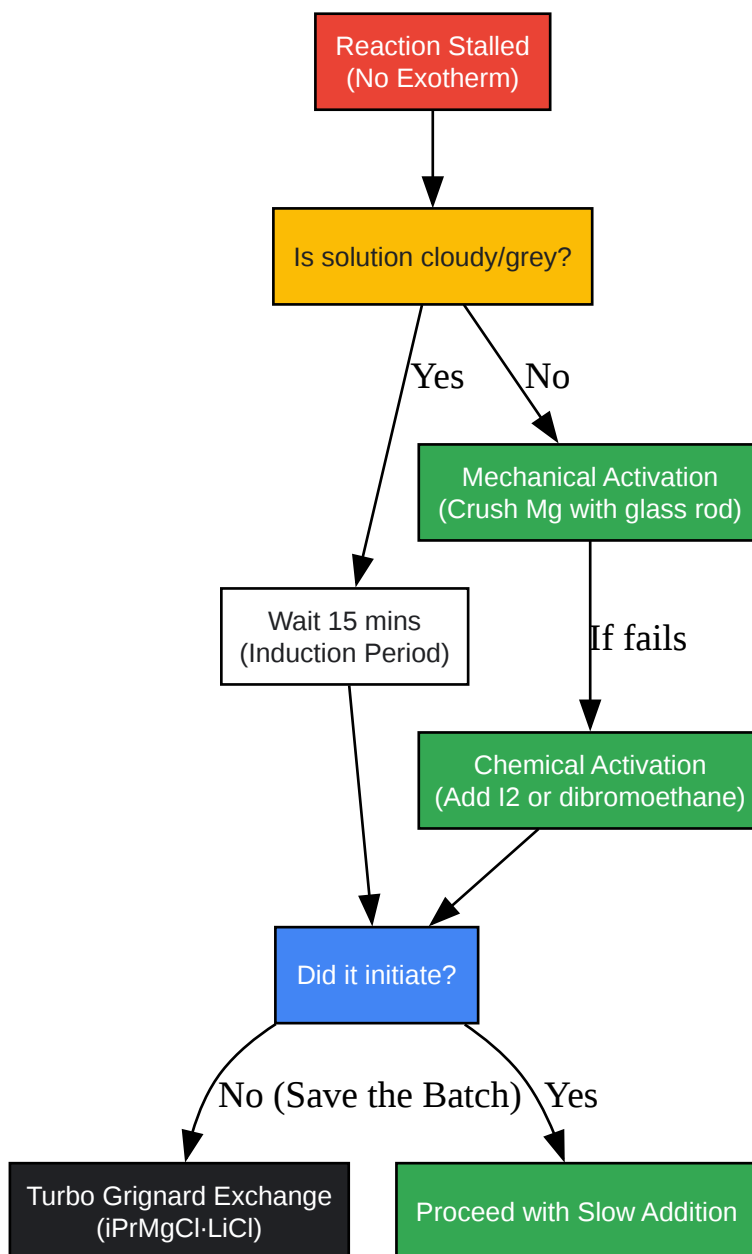 Reaction Stalled
(No Exotherm)
Is solution cloudy/grey?
Yes
No
Mechanical Activation
(Crush Mg with glass rod)
Wait 15 mins
(Induction Period)
If fails
Chemical Activation
(Add I2 or dibromoethane)
Did it initiate?
No (Save the Batch)
Yes
Turbo Grignard Exchange
(iPrMgCl·LiCl)
Proceed with Slow Addition